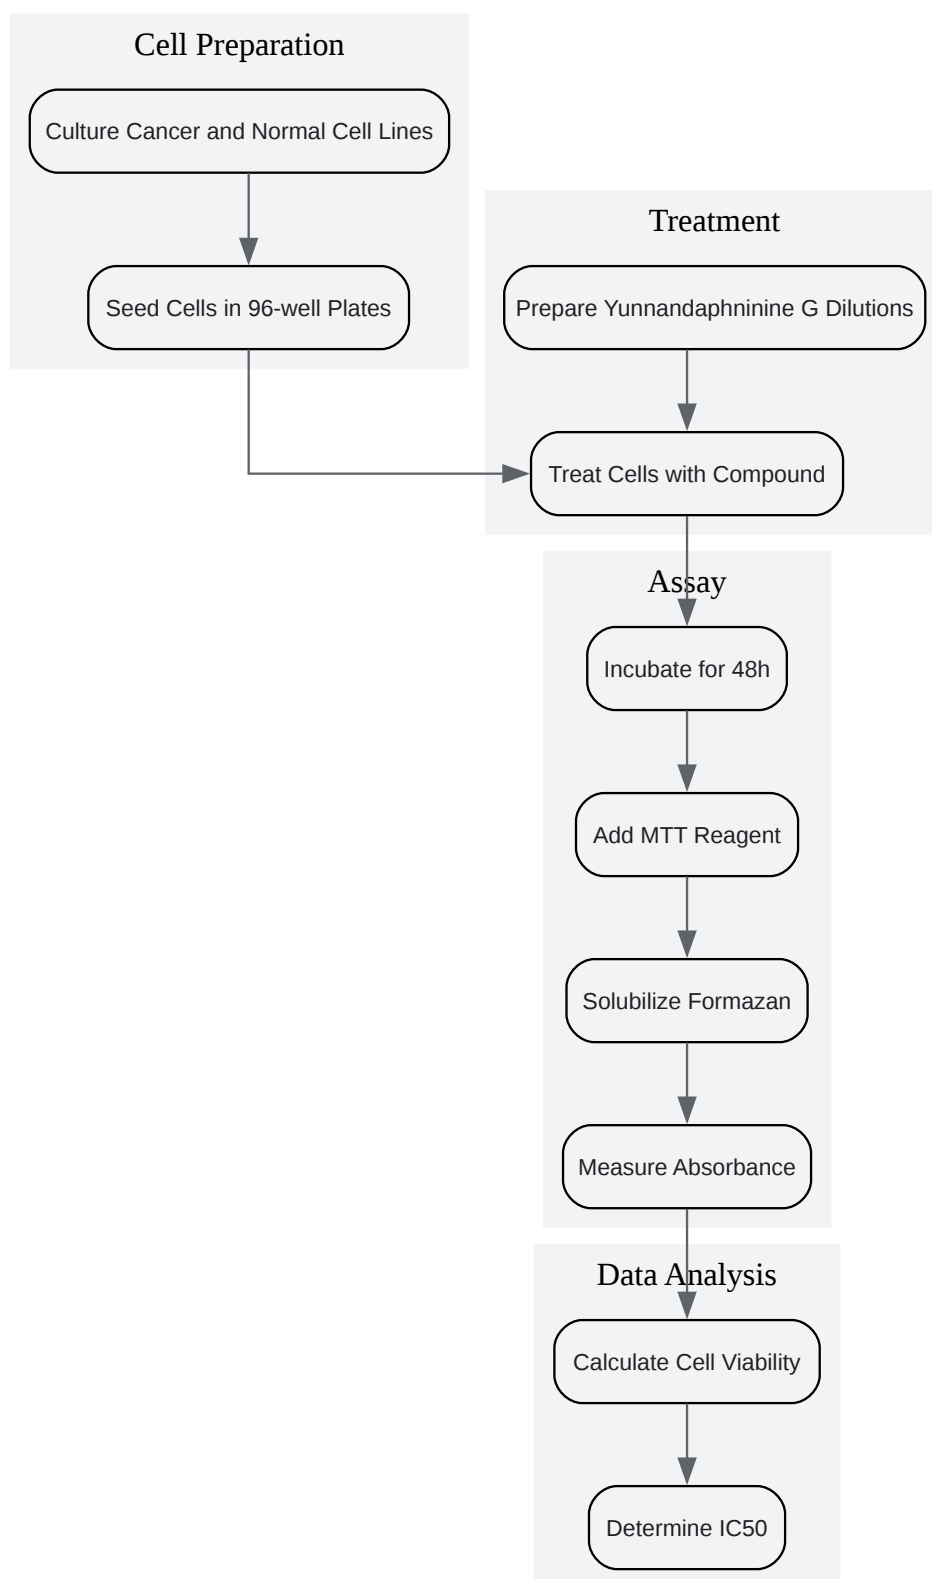 Cell Preparation
Culture Cancer and Normal Cell Lines
Seed Cells in 96-well Plates
Treatment
Prepare Yunnandaphninine G Dilutions
Treat Cells with Compound
Assay
Incubate for 48h
Add MTT Reagent
Solubilize Formazan
Measure Absorbance
Data Analysis
Calculate Cell Viability
Determine IC50